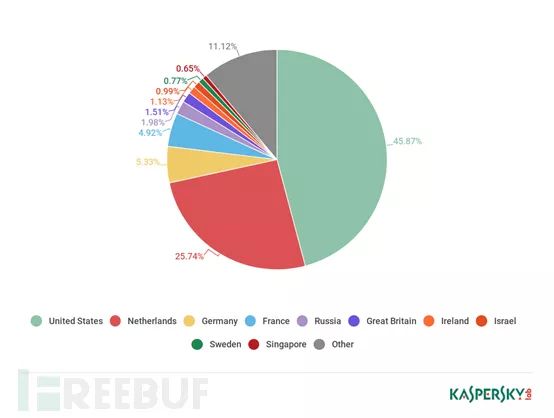 11.12%
0.65%
0.77%
0.99%
1.13%
1.51%
1.98%
4.92%
5.33%
25.74%
45.87%
United States Netherlands Germany France Russia Great Britain Ireland Israel
Sweden Singapore Other
FREEBUF
KASPERSKY lab